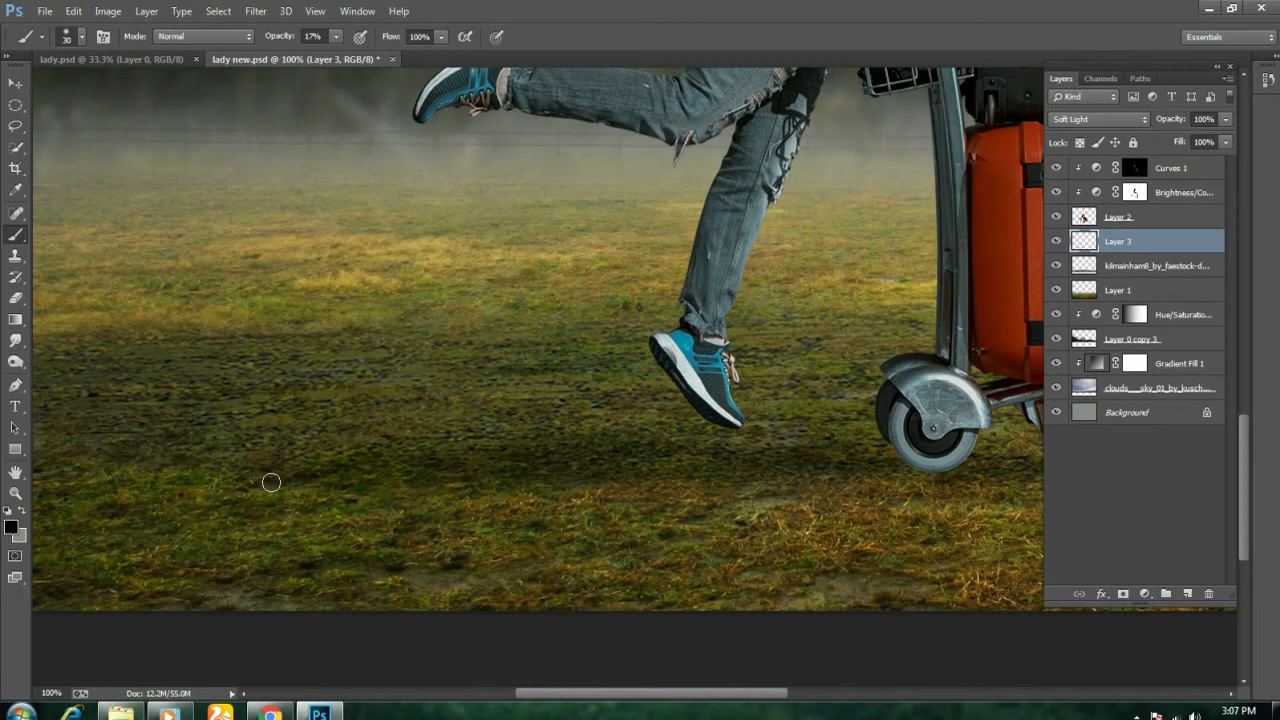 Ps File Edit Image Layer Type Select Filter 3D View Window Help
30 Mode: Normal Opacity: 17% Flow: 100% Essentials
lady.psd @ 33.3% (Layer 0, RGB/8) × lady new.psd @ 100% (Layer 3, RGB/8) * ×
Layers Channels Paths
Kind
Soft Light Opacity: 100%
Lock: Fill: 100%
Curves 1
Brightness/Co...
Layer 2
Layer 3
kilmainham8_by_faestock-d...
Layer 1
Hue/Saturatio...
Layer 0 copy 3
Gradient Fill 1
clouds___sky_01_by_kusch...
Background
100% Doc: 12.2M/55.0M
Ps 3:07 PM